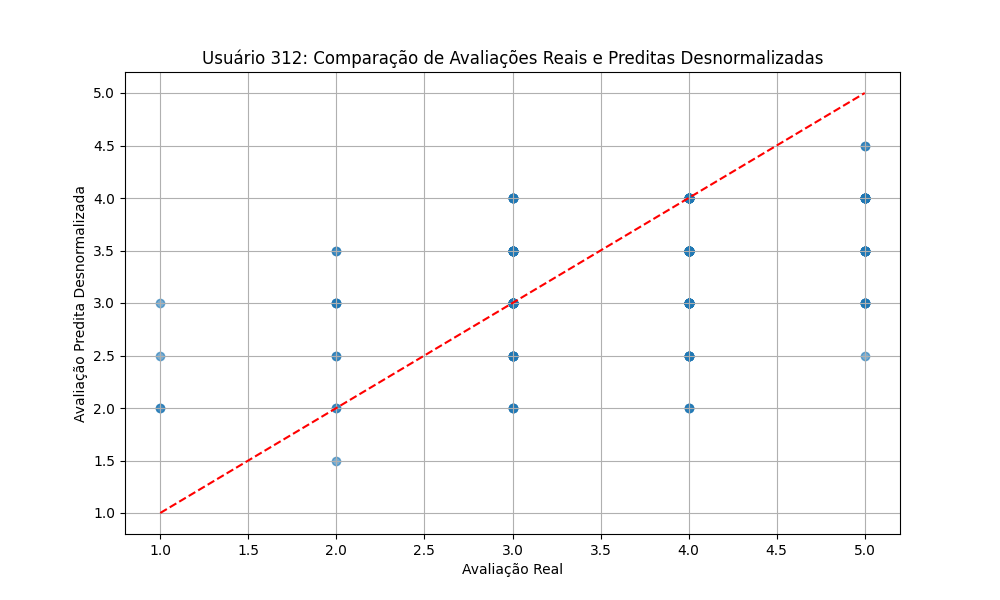 Usuário 312: Comparação de Avaliações Reais e Preditas Desnormalizadas
Avaliação Predita Desnormalizada
5.0
4.5
4.0
3.5
3.0
2.5
2.0
1.5
1.0
1.0 1.5 2.0 2.5 3.0 3.5 4.0 4.5 5.0
Avaliação Real